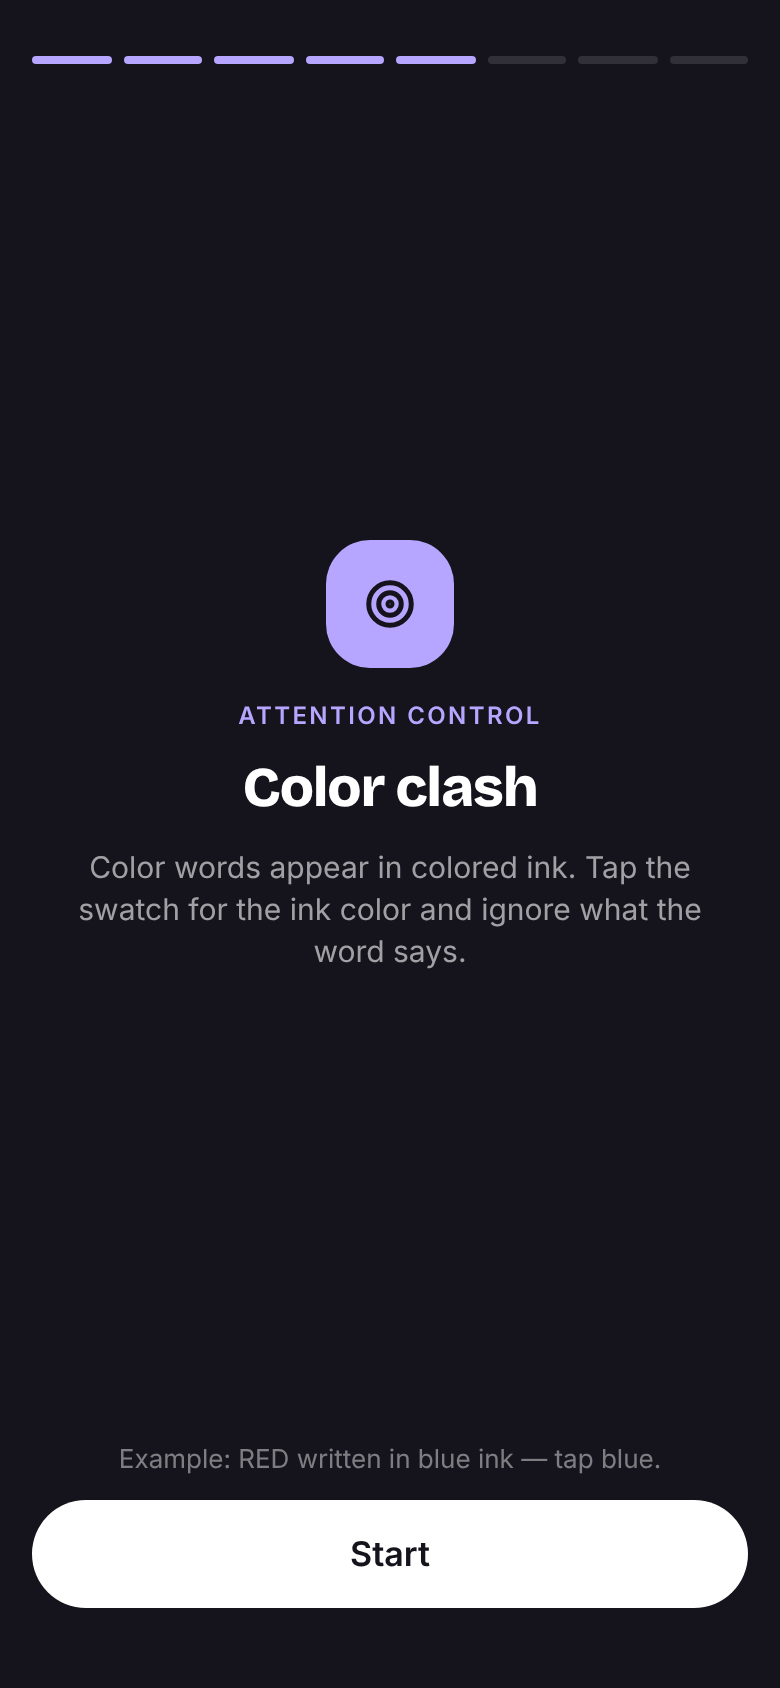 ATTENTION CONTROL
Color clash
Color words appear in colored ink. Tap the
swatch for the ink color and ignore what the
word says.
Example: RED written in blue ink — tap blue.
Start